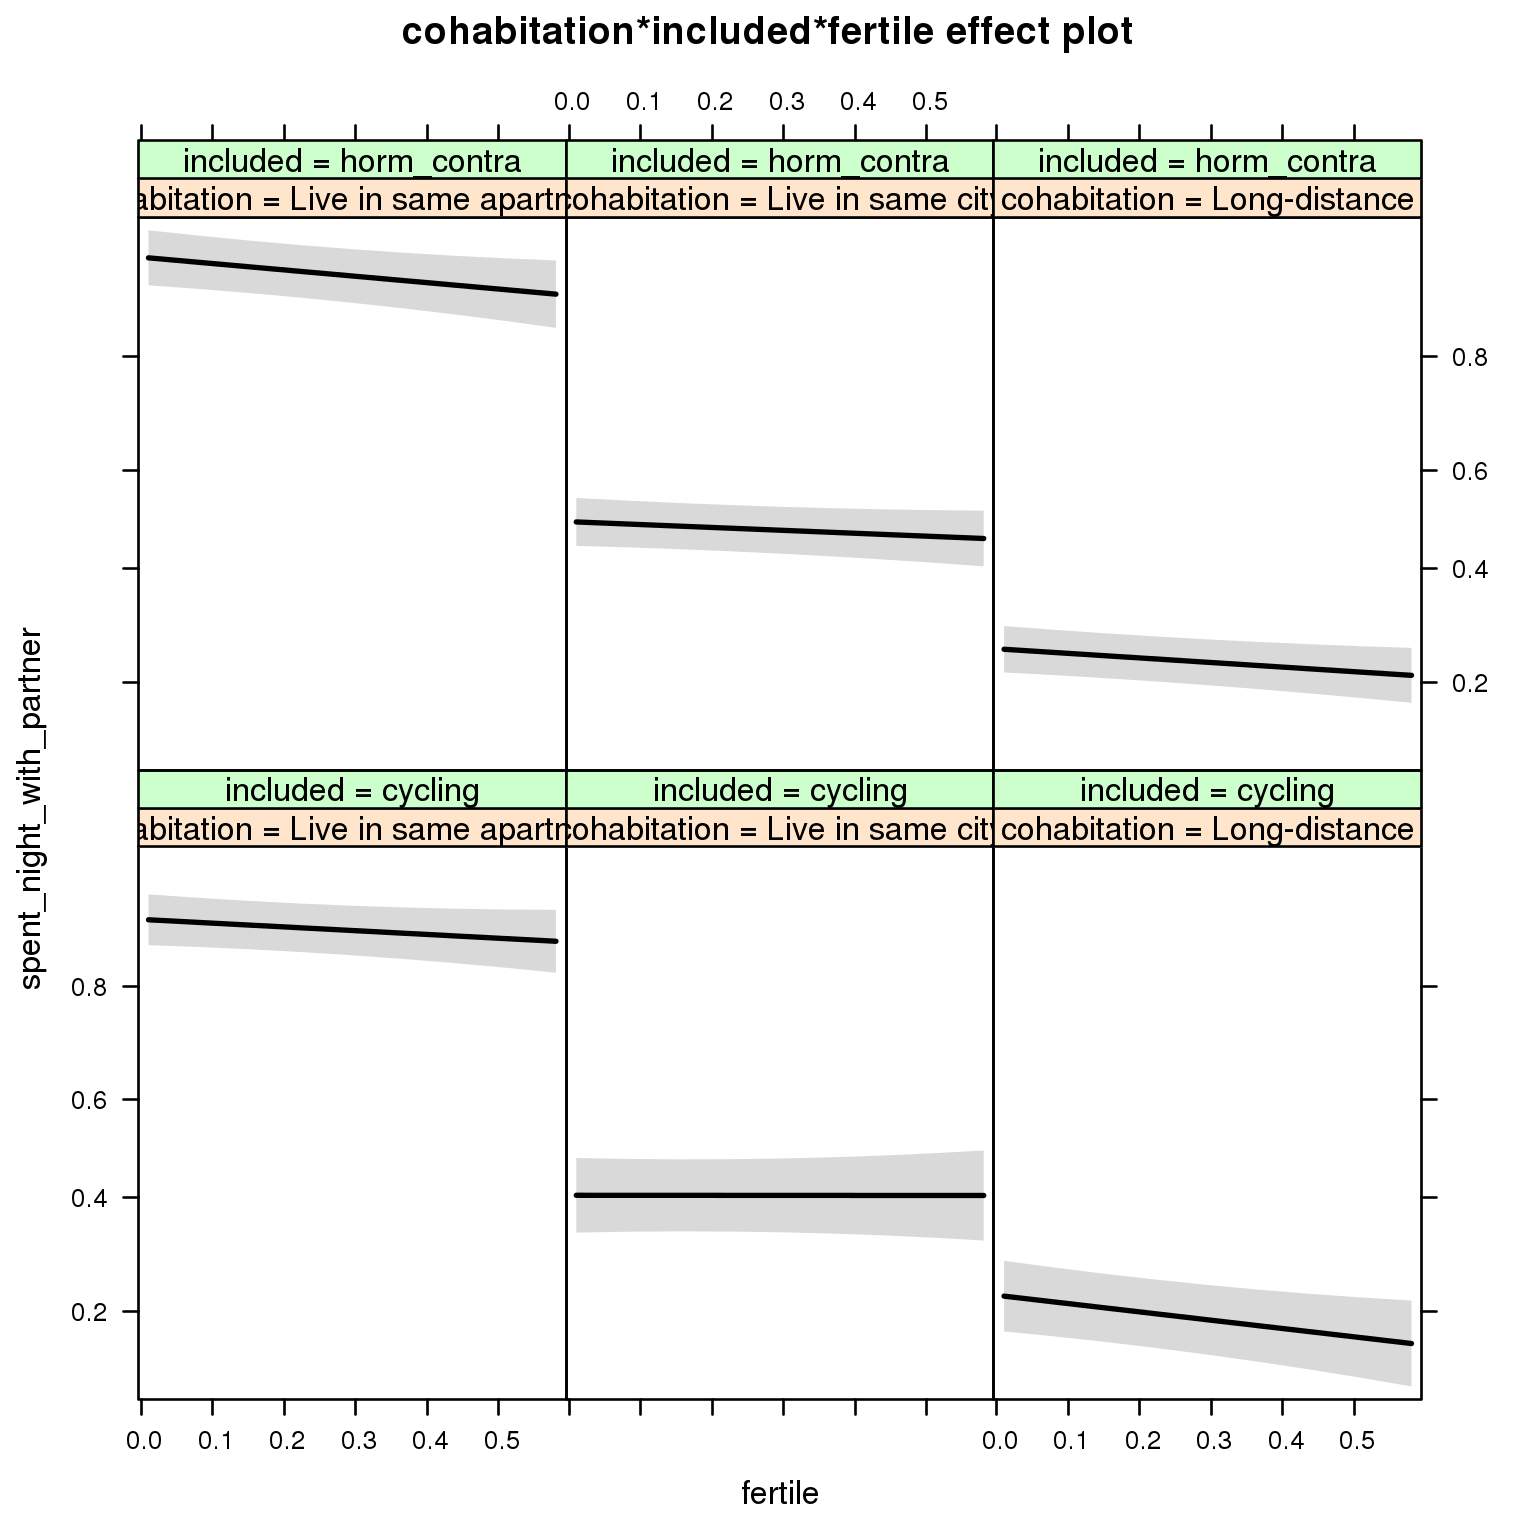 cohabitation*included*fertile effect plot
0.0 0.1 0.2 0.3 0.4 0.5
included = horm_contra included = horm_contra included = horm_contra
abitation = Live in same apartm cohabitation = Live in same city cohabitation = Long-distance
0.8
0.6
0.4
0.2
spent_night_with_partner
included = cycling included = cycling included = cycling
abitation = Live in same apartm cohabitation = Live in same city cohabitation = Long-distance
0.8
0.6
0.4
0.2
0.0 0.1 0.2 0.3 0.4 0.5 0.0 0.1 0.2 0.3 0.4 0.5
fertile